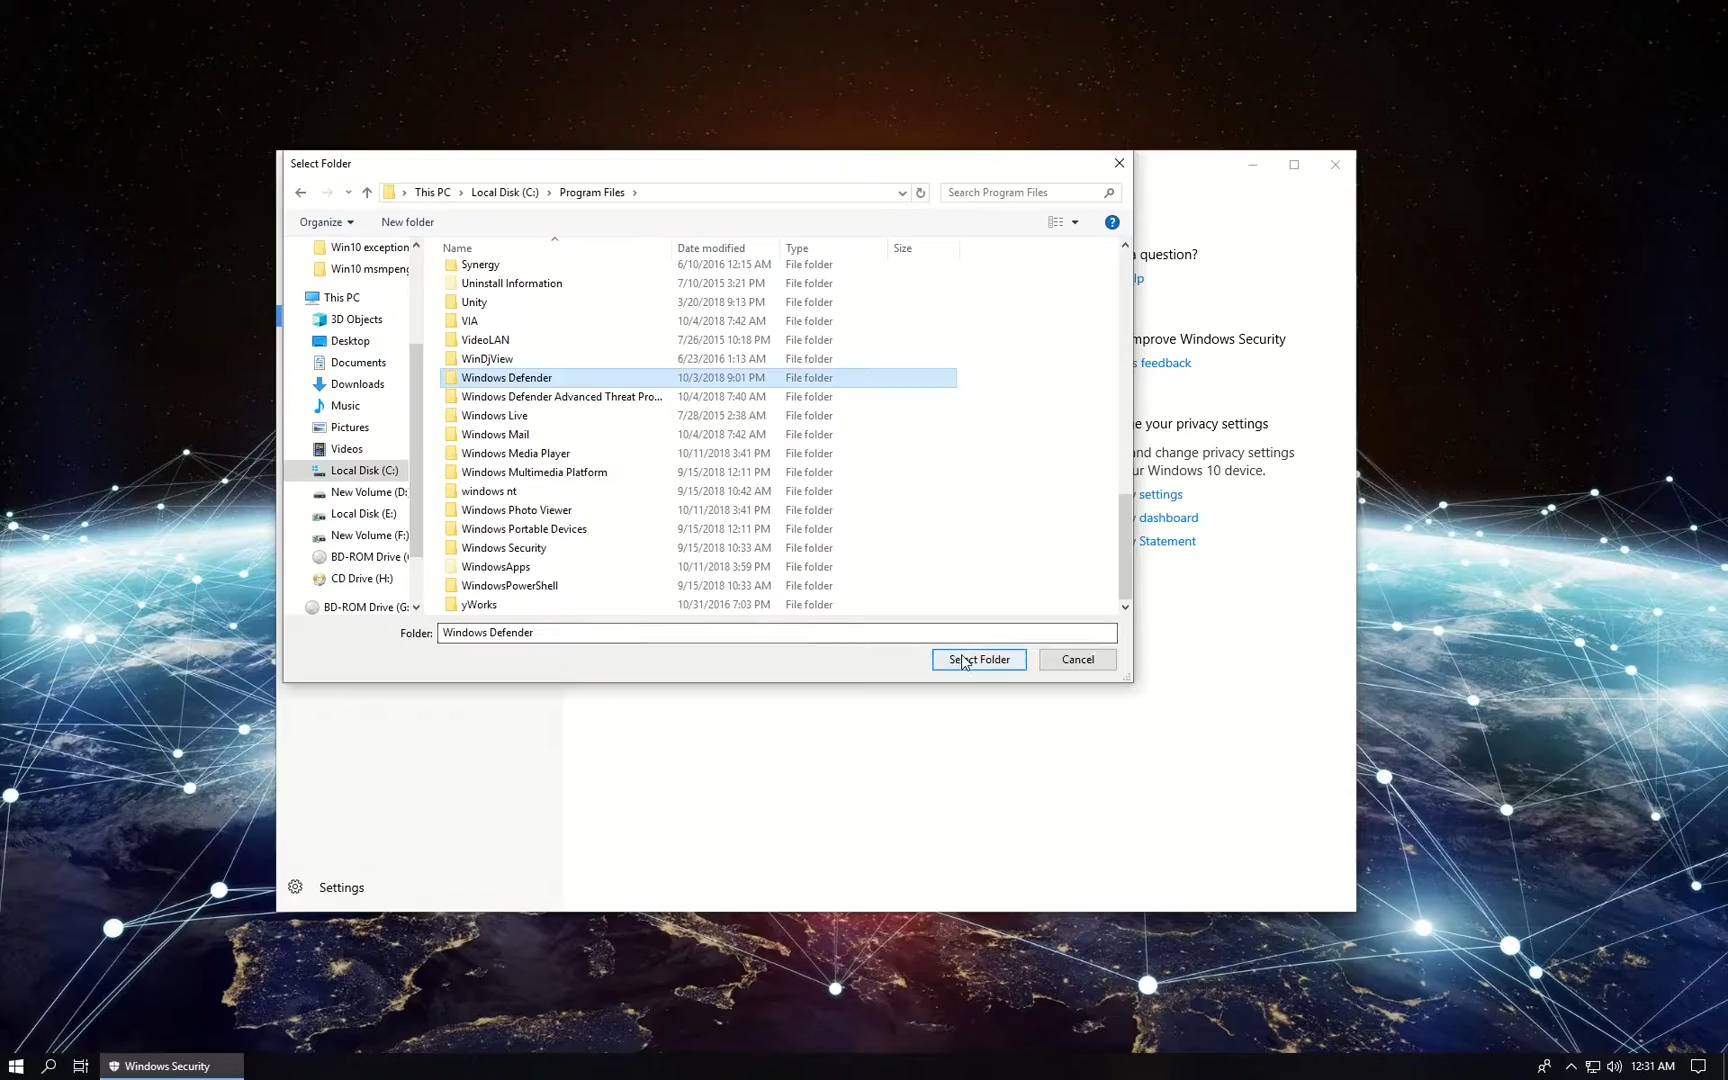 Select Folder
This PC > Local Disk (C:) > Program Files >
Search Program Files
Organize
New folder
Win10 exception
Win10 msmpeng
This PC
3D Objects
Desktop
Documents
Downloads
Music
Pictures
Videos
Local Disk (C:)
New Volume (D:
Local Disk (E:)
New Volume (F:)
BD-ROM Drive (
CD Drive (H:)
BD-ROM Drive (G:
Name Date modified Type Size
Synergy 6/10/2016 12:15 AM File folder
Uninstall Information 7/10/2015 3:21 PM File folder
Unity 3/20/2018 9:13 PM File folder
VIA 10/4/2018 7:42 AM File folder
VideoLAN 7/26/2015 10:18 PM File folder
WinDjView 6/23/2016 1:13 AM File folder
Windows Defender 10/3/2018 9:01 PM File folder
Windows Defender Advanced Threat Pro... 10/4/2018 7:40 AM File folder
Windows Live 7/28/2015 2:38 AM File folder
Windows Mail 10/4/2018 7:42 AM File folder
Windows Media Player 10/11/2018 3:41 PM File folder
Windows Multimedia Platform 9/15/2018 12:11 PM File folder
windows nt 9/15/2018 10:42 AM File folder
Windows Photo Viewer 10/11/2018 3:41 PM File folder
Windows Portable Devices 9/15/2018 12:11 PM File folder
Windows Security 9/15/2018 10:33 AM File folder
WindowsApps 10/11/2018 3:59 PM File folder
WindowsPowerShell 9/15/2018 10:33 AM File folder
yWorks 10/31/2016 7:03 PM File folder
Folder: Windows Defender
Select Folder
Cancel
a question?
lp
mprove Windows Security
s feedback
e your privacy settings
and change privacy settings
ur Windows 10 device.
y settings
y dashboard
y Statement
Settings
Windows Security
12:31 AM